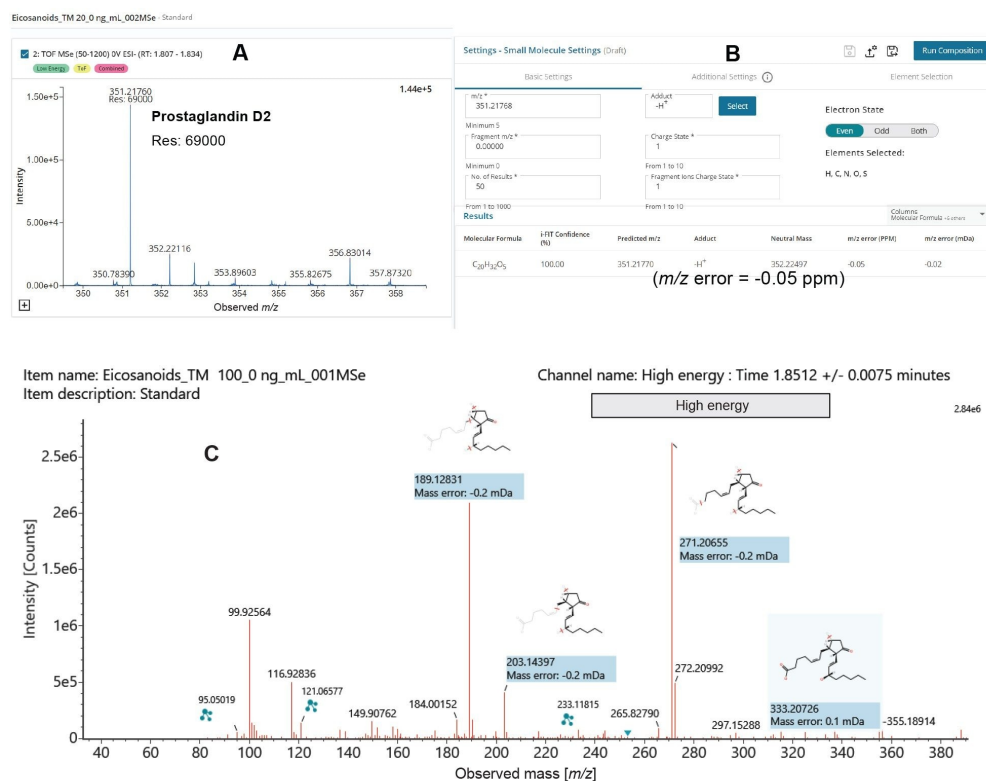 Eicosanoids_TM 20_0 ng_mL_002MSe - Standard
2: TOF MSe (50-1200) 0V ESI- (RT: 1.807 - 1.834)
A
Low Energy ToF Combined
1.44e+5
351.21760
Res: 69000
Prostaglandin D2
Res: 69000
1.50e+5
1.00e+5
5.00e+4
0.00e+0
Intensity
350.78390
352.22116
353.89603
355.82675
356.83014
357.87320
350 351 352 353 354 355 356 357 358
Observed m/z
Settings - Small Molecule Settings (Draft)
B
Run Composition
Basic Settings Additional Settings Element Selection
m/z *
351.21768
Minimum 5
Adduct
-H+
Select
Fragment m/z *
0.00000
Minimum 0
Charge State *
1
From 1 to 10
No. of Results *
50
From 1 to 1000
Fragment Ions Charge State *
1
From 1 to 10
Electron State
Even Odd Both
Elements Selected:
H, C, N, O, S
Results
Columns
Molecular Formula +6 others
Molecular Formula i-FIT Confidence (%) Predicted m/z Adduct Neutral Mass m/z error (PPM) m/z error (mDa)
C20H32O5 100.00 351.21770 -H+ 352.22497 -0.05 -0.02
(m/z error = -0.05 ppm)
Item name: Eicosanoids_TM 100_0 ng_mL_001MSe
Item description: Standard
Channel name: High energy : Time 1.8512 +/- 0.0075 minutes
High energy
2.84e6
C
2.5e6
2e6
1.5e6
1e6
5e5
0
Intensity [Counts]
189.12831
Mass error: -0.2 mDa
271.20655
Mass error: -0.2 mDa
203.14397
Mass error: -0.2 mDa
333.20726
Mass error: 0.1 mDa
99.92564
116.92836
95.05019
121.06577
149.90762
184.00152
233.11815
265.82790
272.20992
297.15288
-355.18914
40 60 80 100 120 140 160 180 200 220 240 260 280 300 320 340 360 380
Observed mass [m/z]